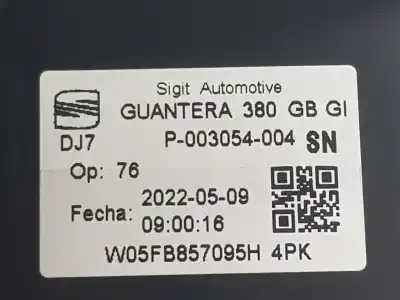 Sigit Automotive
GUANTERA 380 GB GI
DJ7 P-003054-004 SN
Op: 76
2022-05-09
Fecha: 09:00:16
W05FB857095H 4PK